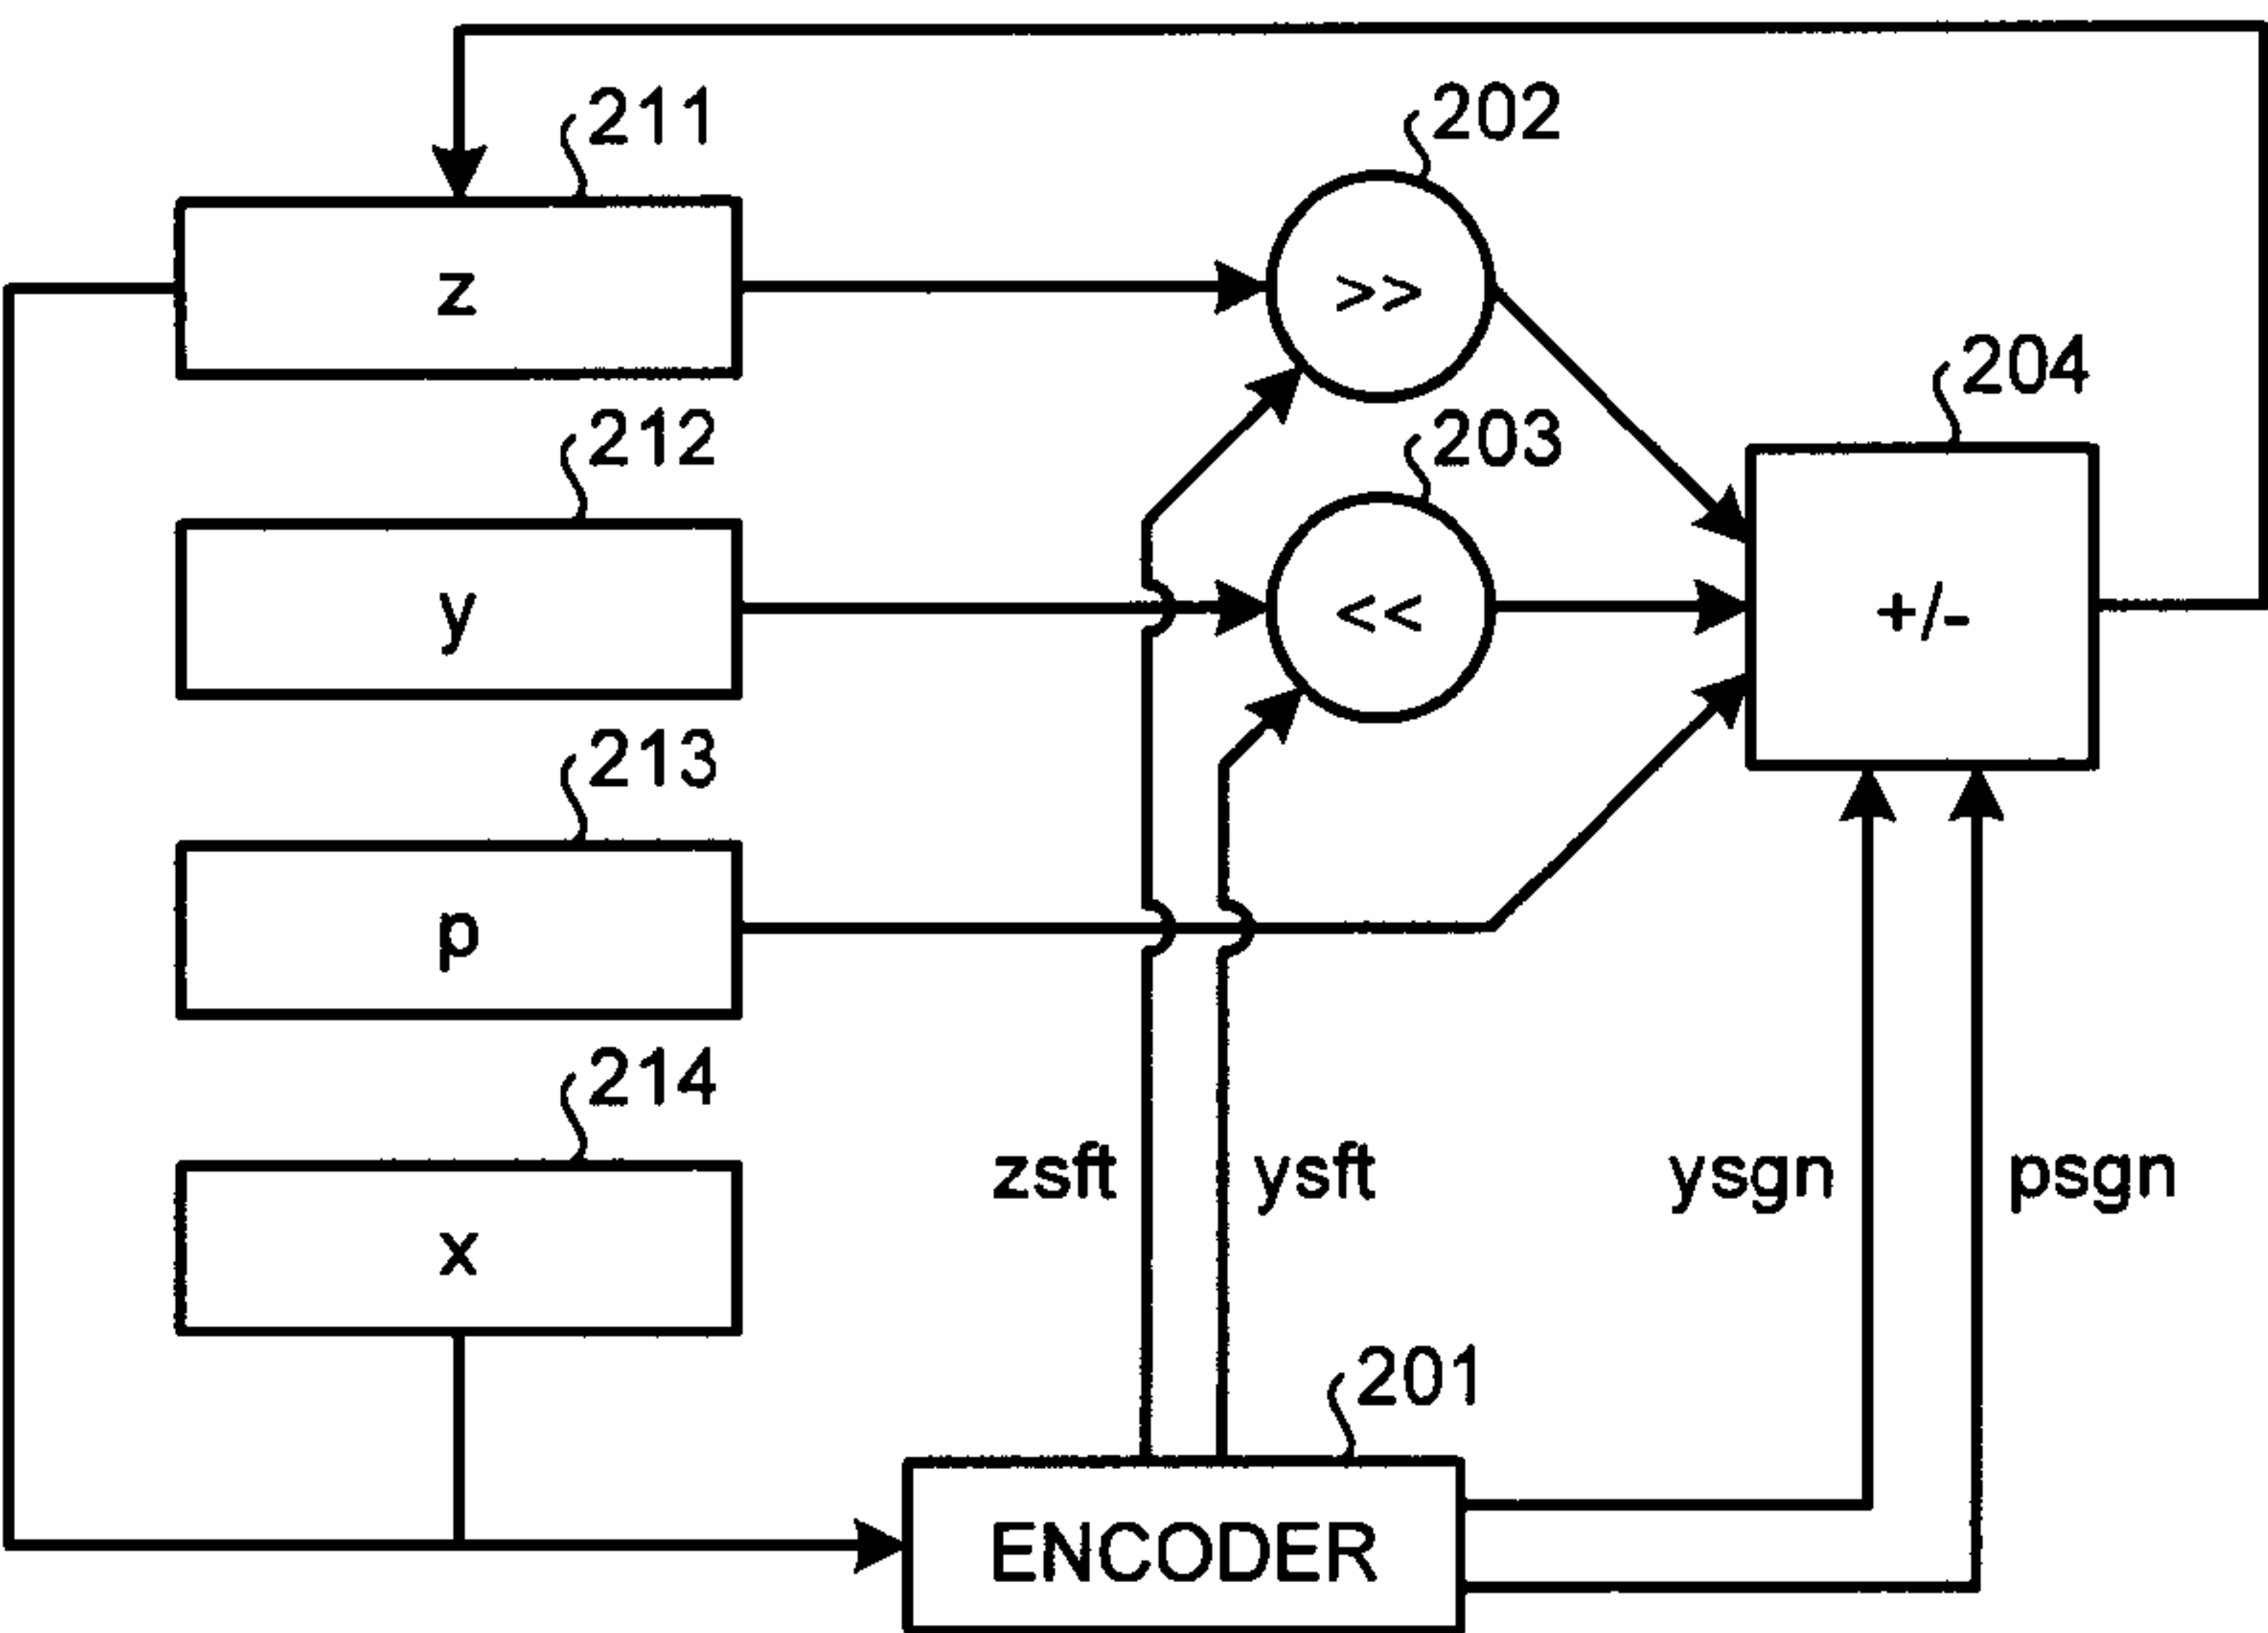 211
202
z
>>
204
212
203
y
<<
+/-
213
p
214
zsft
ysft
ysgn
psgn
x
201
ENCODER